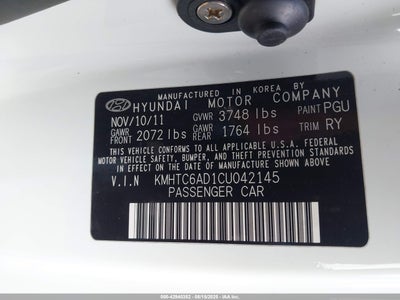 MANUFACTURED IN KOREA BY
HYUNDAI MOTOR COMPANY
NOV/10/11 GVWR 3748 lbs PAINT PGU
GAWR FRONT 2072 lbs GAWR REAR 1764 lbs TRIM RY
THIS VEHICLE CONFORMS TO ALL APPLICABLE FEDERAL MOTOR VEHICLE
SAFETY, BUMPER, AND THEFT PREVENTION STANDARDS IN
EFFECT ON THE DATE OF MANUFACTURE SHOWN ABOVE.
V.I.N KMHTC6AD1CU042145
PASSENGER CAR